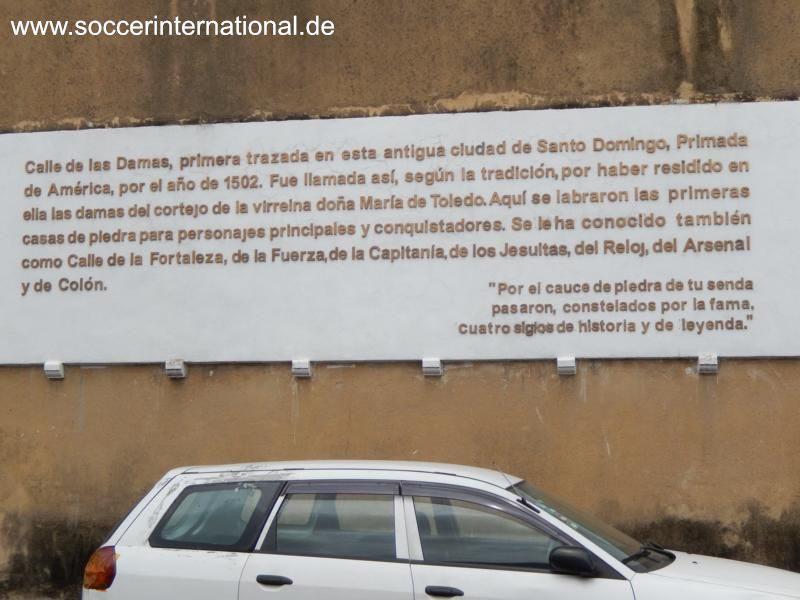 www.soccerinternational.de
Calle de las Damas, primera trazada en esta antigua ciudad de Santo Domingo, Primada
de América, por el año de 1502. Fue llamada así, según la tradición, por haber residido en
ella las damas del cortejo de la virreina doña María de Toledo. Aquí se labraron las primeras
casas de piedra para personajes principales y conquistadores. Se le ha conocido también
como Calle de la Fortaleza, de la Fuerza, de la Capitanía, de los Jesuitas, del Reloj, del Arsenal
y de Colón.
"Por el cauce de piedra de tu senda
pasaron, constelados por la fama,
Cuatro siglos de historia y de leyenda."